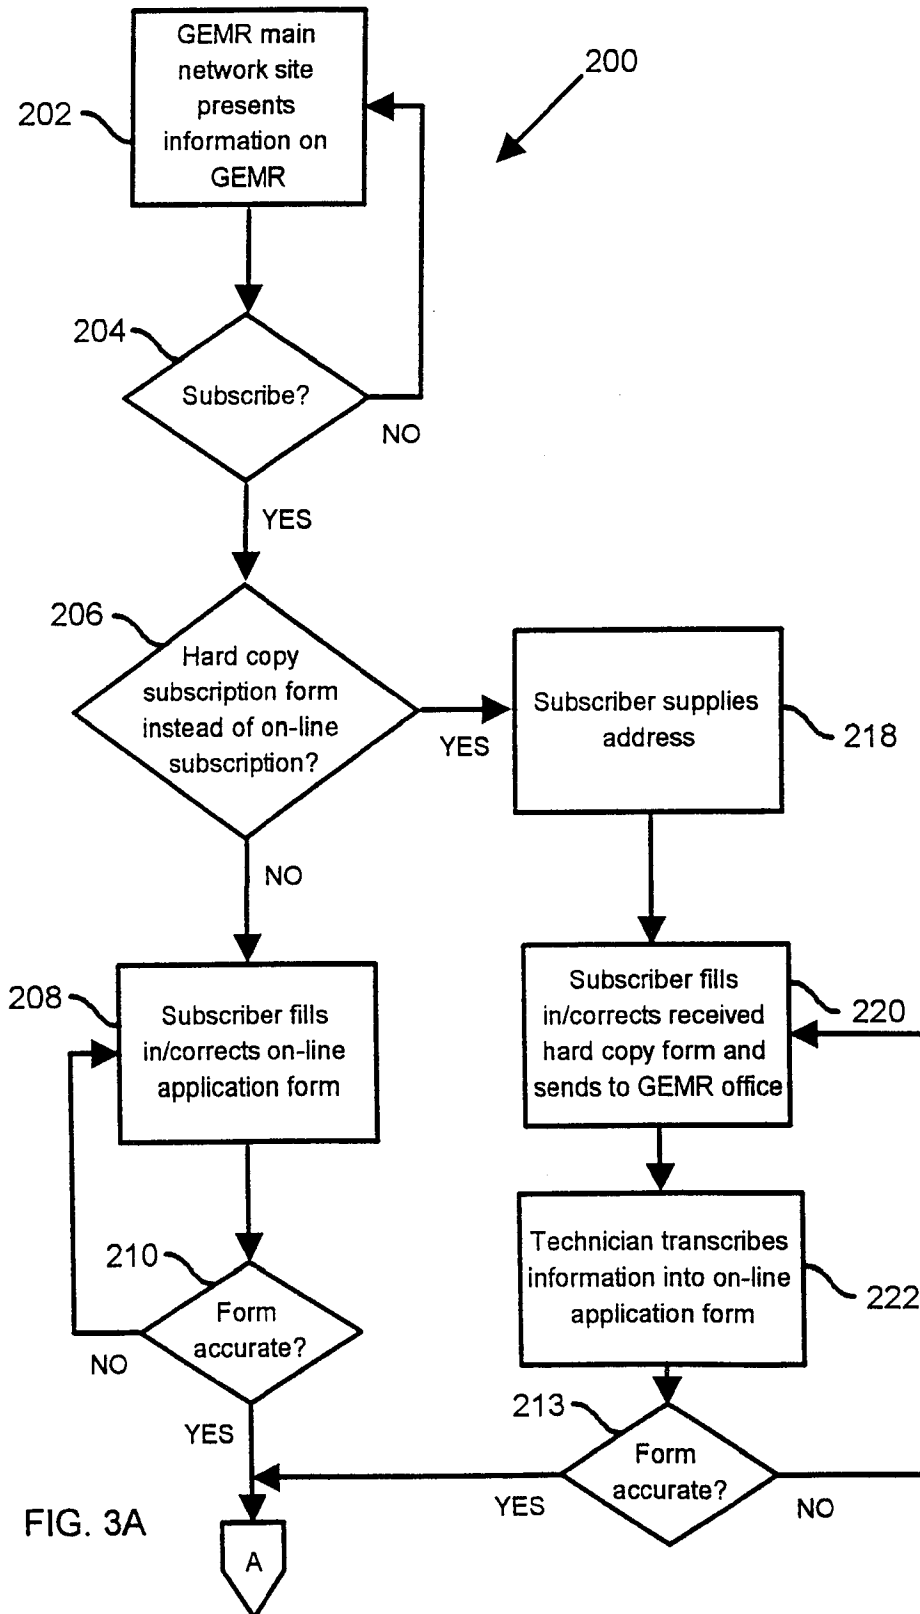 GEMR main
network site
presents
information on
GEMR
202
200
204
Subscribe?
NO
YES
206
Hard copy
subscription form
instead of on-line
subscription?
YES
Subscriber supplies
address
218
NO
208
Subscriber fills
in/corrects on-line
application form
Subscriber fills
in/corrects received
hard copy form and
sends to GEMR office
220
210
Form
accurate?
NO
YES
Technician transcribes
information into on-line
application form
222
213
Form
accurate?
YES
NO
FIG. 3A
A